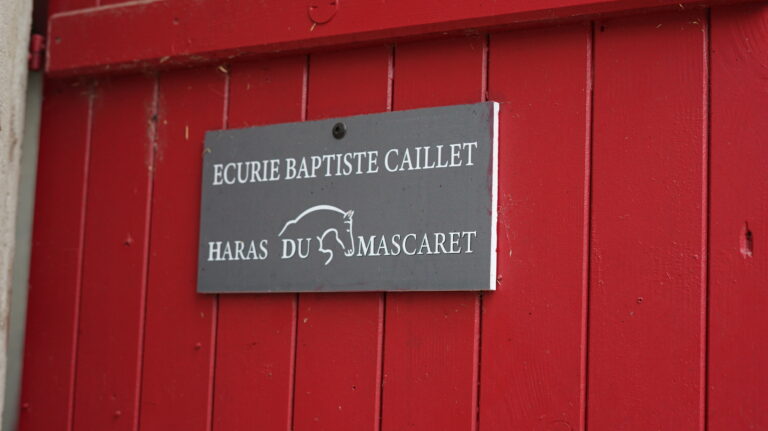 ECURIE BAPTISTE CAILLET
HARAS DU MASCARET